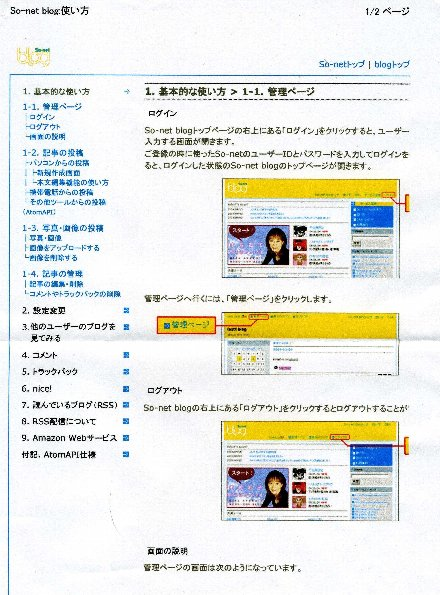 So-net blog:使い方
1/2 ページ
So-net
blog
So-netトップ | blogトップ
1. 基本的な使い方
1-1. 管理ページ
ログイン
ログアウト
画面の説明
1-2. 記事の投稿
パソコンからの投稿
新規作成画面
本文編集機能の使い方
携帯電話からの投稿
その他ツールからの投稿
(AtomAPI)
1-3. 写真・画像の投稿
写真・画像
画像をアップロードする
画像を削除する
1-4. 記事の管理
記事の編集・削除
コメントやトラックバックの削除
2. 設定変更
3. 他のユーザーのブログを
見てみる
4. コメント
5. トラックバック
6. nice!
7. 読んでいるブログ(RSS)
8. RSS配信について
9. Amazon Webサービス
付記. AtomAPI仕様
1. 基本的な使い方 > 1-1. 管理ページ
ログイン
So-net blogトップページの右上にある「ログイン」をクリックすると、ユーザー
入力する画面が開きます。
ご登録の時に使ったSo-netのユーザーIDとパスワードを入力してログインを
ると、ログインした状態のSo-net blogのトップページが開きます。
blog
スタート
管理ページへ行くには、「管理ページ」をクリックします。
管理ページ
ログアウト
So-net blogの右上にある「ログアウト」をクリックするとログアウトすることが
blog
スタート
画面の説明
管理ページの画面は次のようになっています。